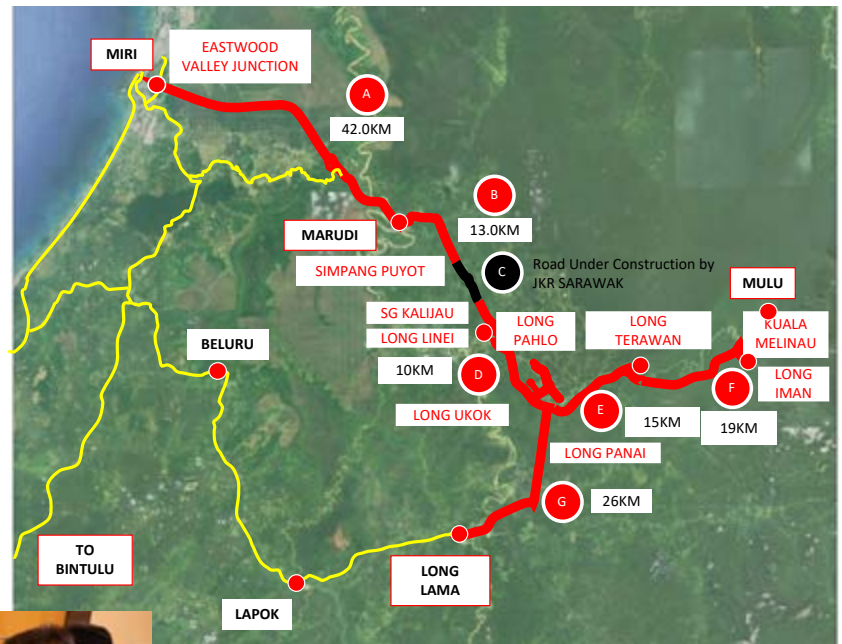 MIRI
EASTWOOD
VALLEY JUNCTION
A
42.0KM
B
13.0KM
MARUDI
SIMPANG PUYOT
C
Road Under Construction by
JKR SARAWAK
MULU
SG KALIJAU
LONG LINEI
LONG
PAHLO
LONG
TERAWAN
KUALA
MELINAU
BELURU
10KM
D
LONG UKOK
E
15KM
F
19KM
LONG
IMAN
LONG PANAI
G
26KM
TO
BINTULU
LONG
LAMA
LAPOK